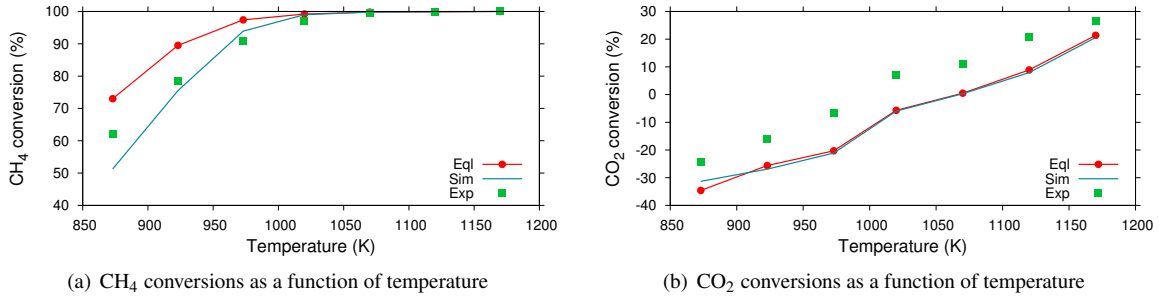 CH4 conversion (%)
100
90
80
70
60
50
40
Eql
Sim
Exp
850 900 950 1000 1050 1100 1150 1200
Temperature (K)
(a) CH4 conversions as a function of temperature
CO2 conversion (%)
30
20
10
0
-10
-20
-30
-40
Eql
Sim
Exp
850 900 950 1000 1050 1100 1150 1200
Temperature (K)
(b) CO2 conversions as a function of temperature